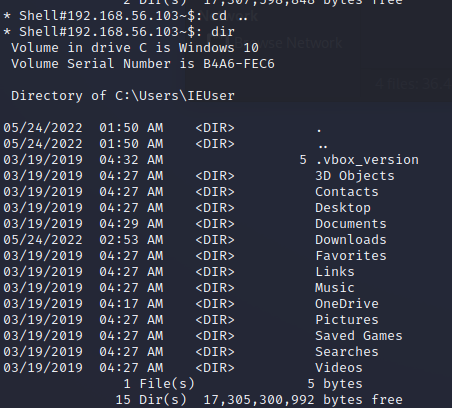 2 Dir(s)  17,307,598,848 bytes free
* Shell#192.168.56.103~$: cd ..
* Shell#192.168.56.103~$: dir
 Volume in drive C is Windows 10
 Volume Serial Number is B4A6-FEC6

 Directory of C:\Users\IEUser

05/24/2022  01:50 AM    <DIR>          .
05/24/2022  01:50 AM    <DIR>          ..
03/19/2019  04:32 AM                 5 .vbox_version
03/19/2019  04:27 AM    <DIR>          3D Objects
03/19/2019  04:27 AM    <DIR>          Contacts
03/19/2019  04:27 AM    <DIR>          Desktop
03/19/2019  04:29 AM    <DIR>          Documents
05/24/2022  02:53 AM    <DIR>          Downloads
03/19/2019  04:27 AM    <DIR>          Favorites
03/19/2019  04:27 AM    <DIR>          Links
03/19/2019  04:27 AM    <DIR>          Music
03/19/2019  04:17 AM    <DIR>          OneDrive
03/19/2019  04:27 AM    <DIR>          Pictures
03/19/2019  04:27 AM    <DIR>          Saved Games
03/19/2019  04:27 AM    <DIR>          Searches
03/19/2019  04:27 AM    <DIR>          Videos
               1 File(s)              5 bytes
              15 Dir(s)  17,305,300,992 bytes free
Browse Network